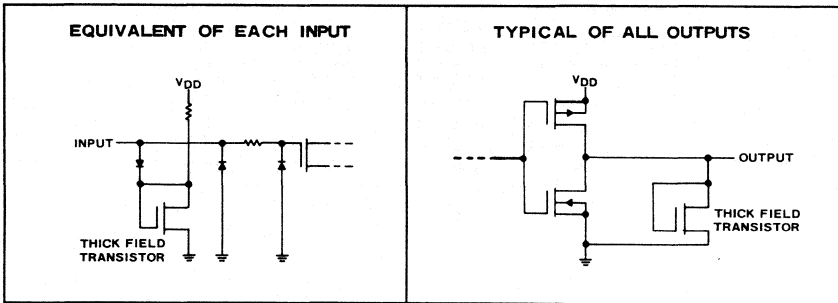 EQUIVALENT OF EACH INPUT
VDD
INPUT
THICK FIELD
TRANSISTOR
TYPICAL OF ALL OUTPUTS
VDD
OUTPUT
THICK FIELD
TRANSISTOR